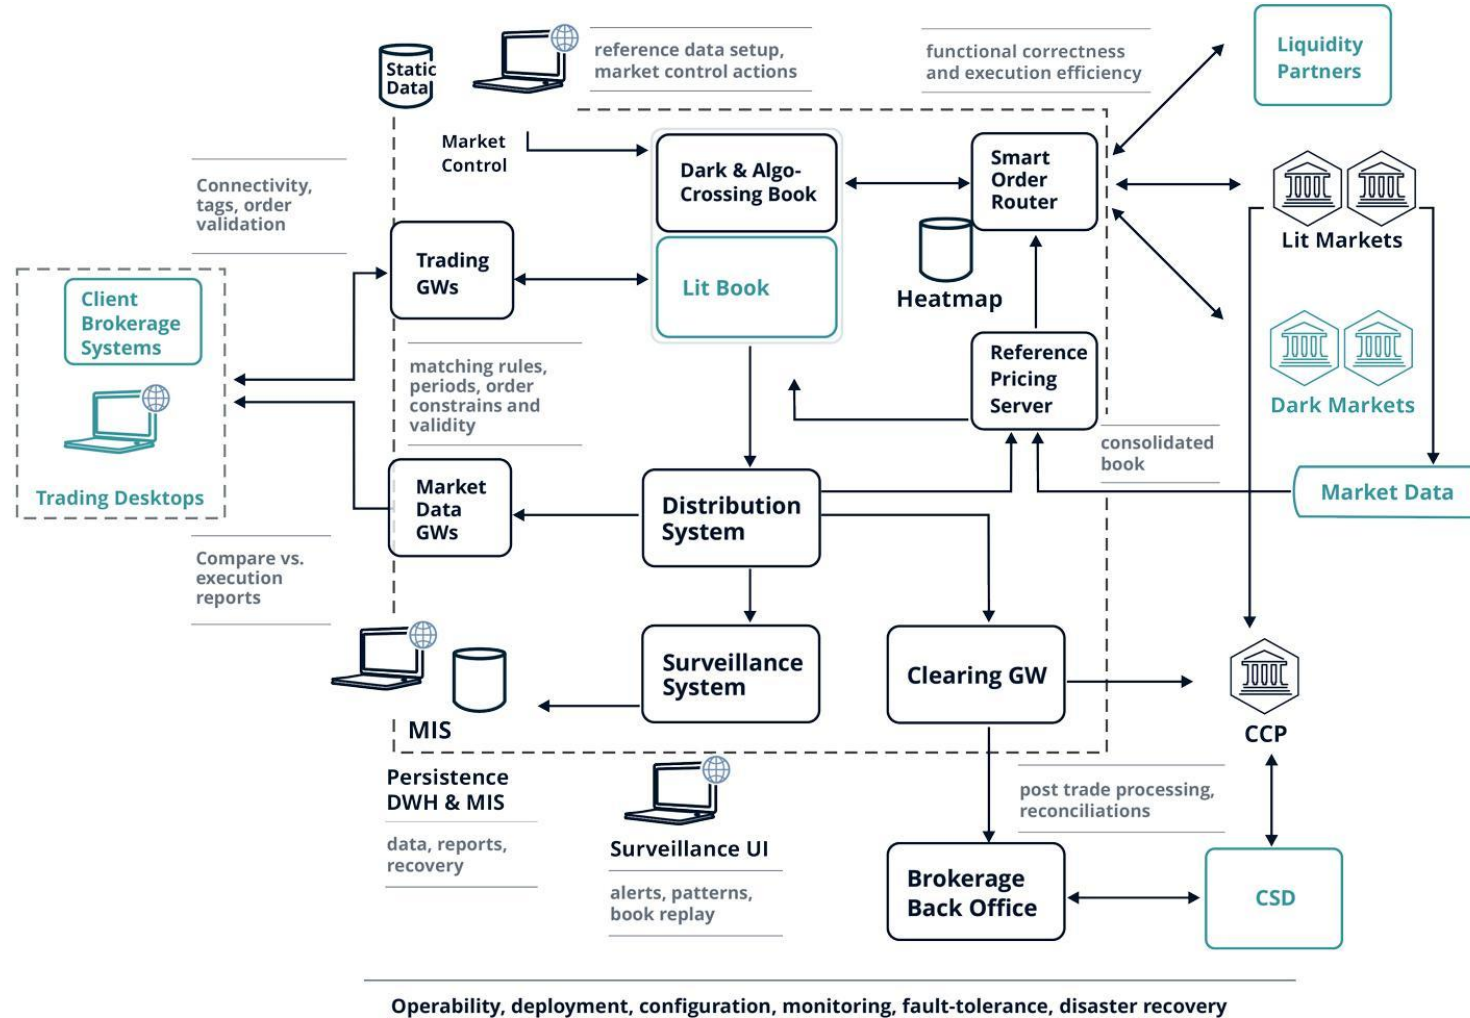 Static
Data
reference data setup,
market control actions
functional correctness
and execution efficiency
Liquidity
Partners
Market
Control
Dark & Algo-
Crossing Book
Smart
Order
Router
Connectivity,
tags, order
validation
Lit Markets
Trading
GWs
Lit Book
Heatmap
Client
Brokerage
Systems
matching rules,
periods, order
constrains and
validity
Reference
Pricing
Server
Dark Markets
consolidated
book
Trading Desktops
Market
Data
GWs
Distribution
System
Market Data
Compare vs.
execution
reports
Surveillance
System
Clearing GW
MIS
CCP
Persistence
DWH & MIS
data, reports,
recovery
Surveillance UI
alerts, patterns,
book replay
post trade processing,
reconciliations
Brokerage
Back Office
CSD
Operability, deployment, configuration, monitoring, fault-tolerance, disaster recovery